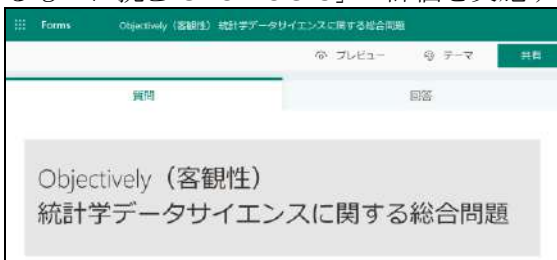 Forms Objectively（客観性）統計学データサイエンスに関する総合問題
プレビュー テーマ 共有
質問 回答
Objectively（客観性）
統計学データサイエンスに関する総合問題